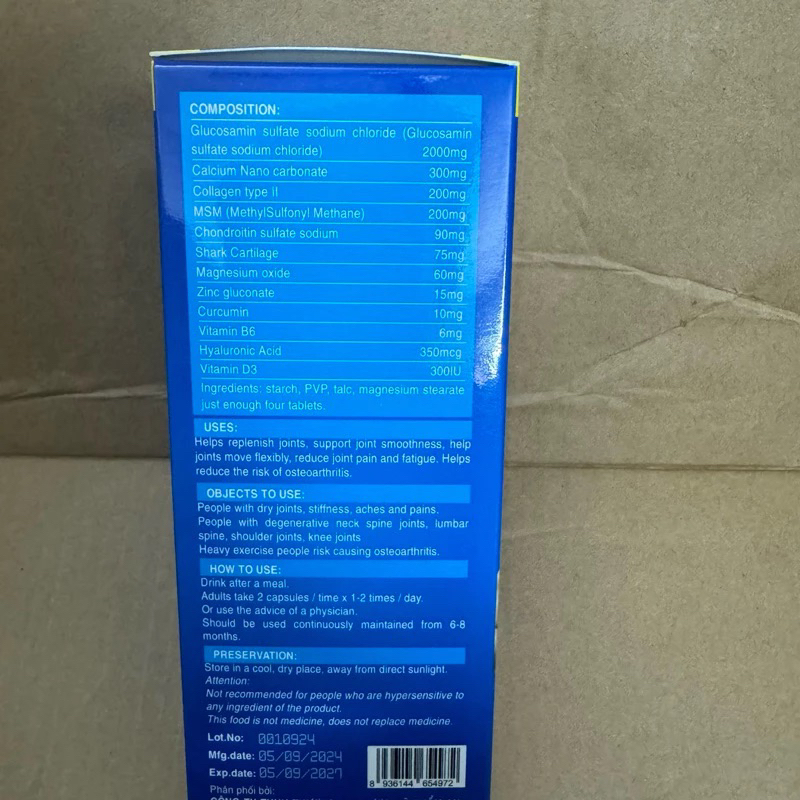 COMPOSITION:
Glucosamin sulfate sodium chloride (Glucosamin
sulfate sodium chloride) 2000mg
Calcium Nano carbonate 300mg
Collagen type II 200mg
MSM (MethylSulfonyl Methane) 200mg
Chondroitin sulfate sodium 90mg
Shark Cartilage 75mg
Magnesium oxide 60mg
Zinc gluconate 15mg
Curcumin 10mg
Vitamin B6 6mg
Hyaluronic Acid 350mcg
Vitamin D3 300IU
Ingredients: starch, PVP, talc, magnesium stearate
just enough four tablets.
USES:
Helps replenish joints, support joint smoothness, help
joints move flexibly, reduce joint pain and fatigue. Helps
reduce the risk of osteoarthritis.
OBJECTS TO USE:
People with dry joints, stiffness, aches and pains.
People with degenerative neck spine joints, lumbar
spine, shoulder joints, knee joints
Heavy exercise people risk causing osteoarthritis.
HOW TO USE:
Drink after a meal.
Adults take 2 capsules / time x 1-2 times / day.
Or use the advice of a physician.
Should be used continuously maintained from 6-8
months.
PRESERVATION:
Store in a cool, dry place, away from direct sunlight.
Attention:
Not recommended for people who are hypersensitive to
any ingredient of the product.
This food is not medicine, does not replace medicine.
Lot.No: 0010924
Mfg.date: 05/09/2024
Exp.date: 05/09/2027
8 936144 654972
Phân phối bởi: